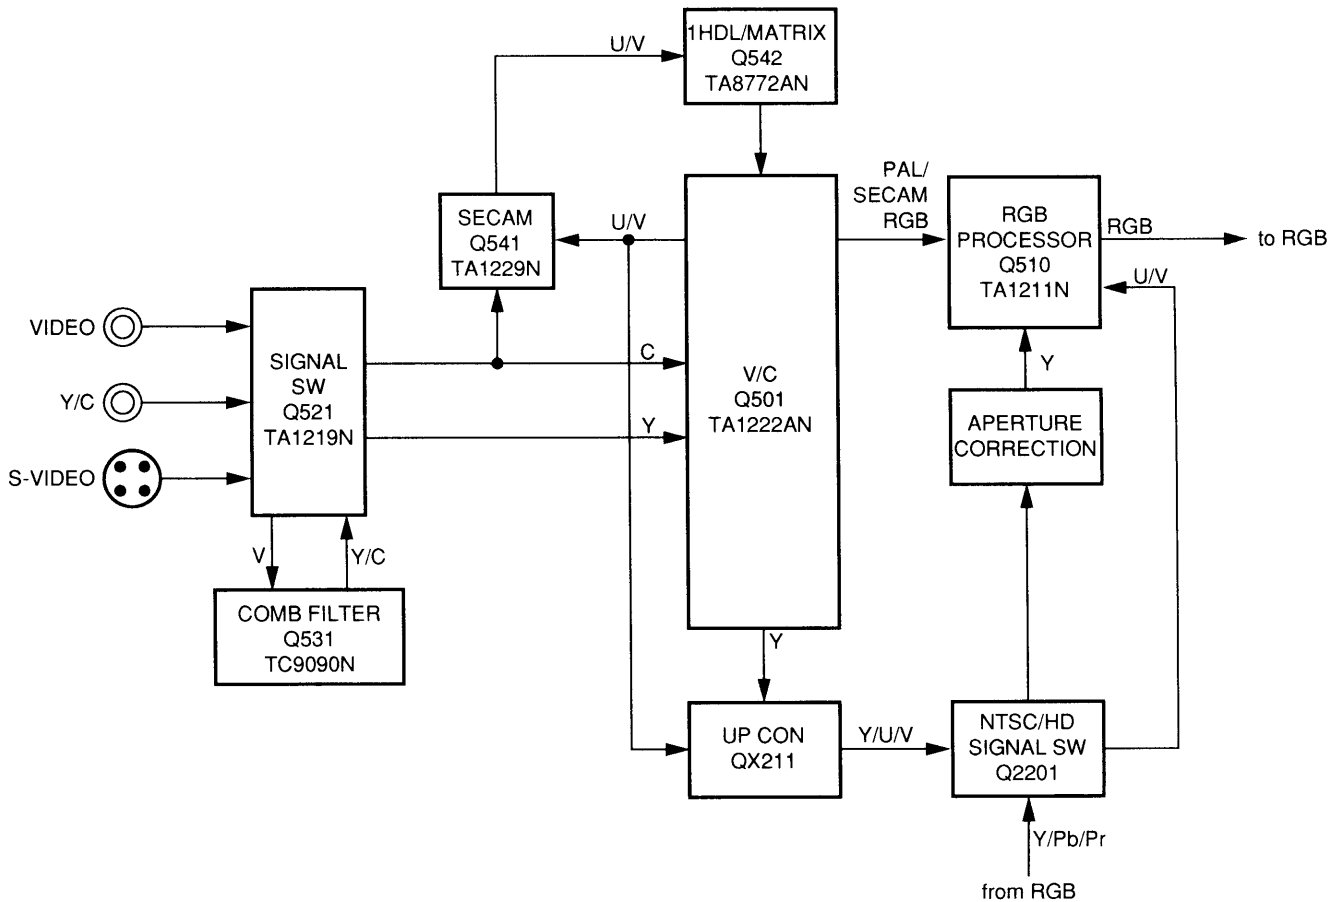 1HDL/MATRIX
Q542
TA8772AN
U/V
SECAM
Q541
TA1229N
U/V
PAL/
SECAM
RGB
RGB
PROCESSOR
Q510
TA1211N
RGB
to RGB
U/V
VIDEO
Y/C
S-VIDEO
SIGNAL
SW
Q521
TA1219N
C
Y
V/C
Q501
TA1222AN
Y
APERTURE
CORRECTION
V
Y/C
COMB FILTER
Q531
TC9090N
Y
UP CON
QX211
Y/U/V
NTSC/HD
SIGNAL SW
Q2201
Y/Pb/Pr
from RGB